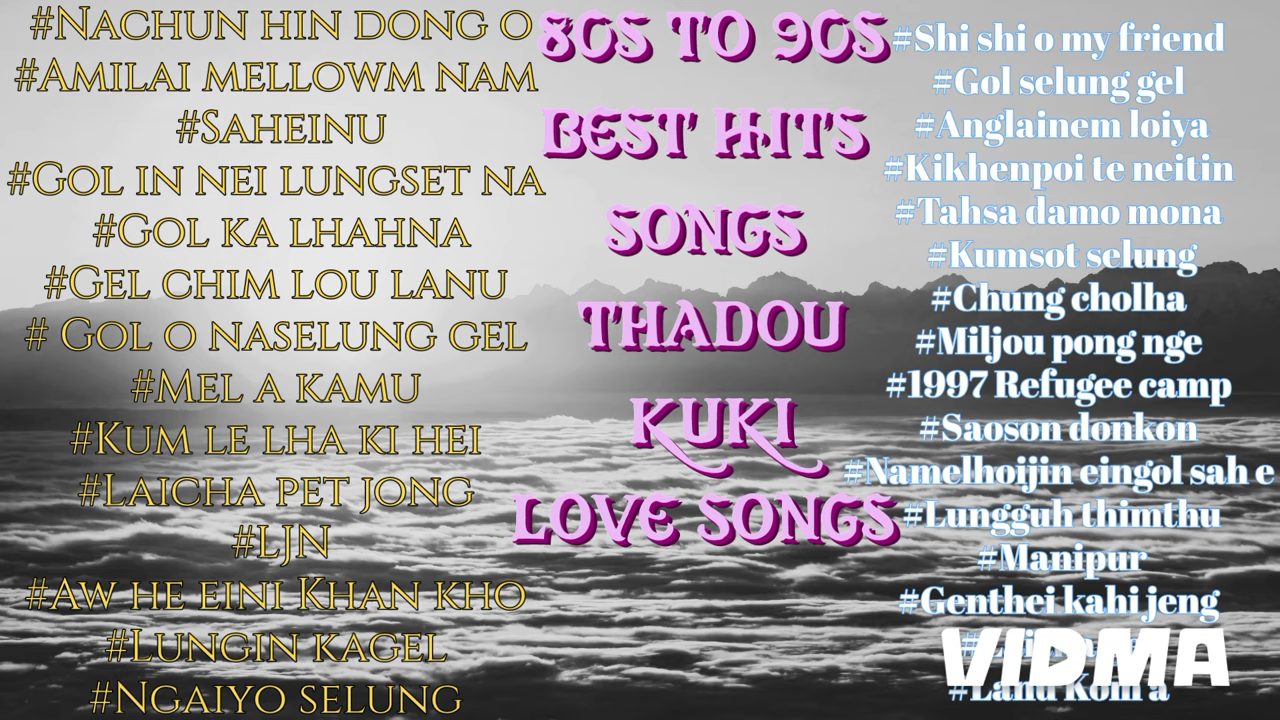 #Nachun hin dong o
#Amilai mellowm nam
#Saheinu
#Gol in nei lungset na
#Gol ka lhahna
#Gel chim lou lanu
# Gol o naselung gel
#Mel a kamu
#Kum le lha ki hei
#Laicha pet jong
#LJN
#Aw he eini Khan kho
#Lungin kagel
#Ngaiyo selung
80S TO 90S
BEST HITS
SONGS
THADOU
KUKI
LOVE SONGS
#Shi shi o my friend
#Gol selung gel
#Anglainem loiya
#Kikhenpoi te neitin
#Tahsa damo mona
#Kumsot selung
#Chung cholha
#Miljou pong nge
#1997 Refugee camp
#Saoson donkon
#Namelhoijin eingol sah e
#Lungguh thimthu
#Manipur
#Genthei kahi jeng
#Lanu Kom a
VIDMA